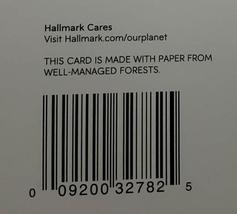 Hallmark Cares
Visit Hallmark.com/ourplanet
THIS CARD IS MADE WITH PAPER FROM
WELL-MANAGED FORESTS.
0 09200 32782 5